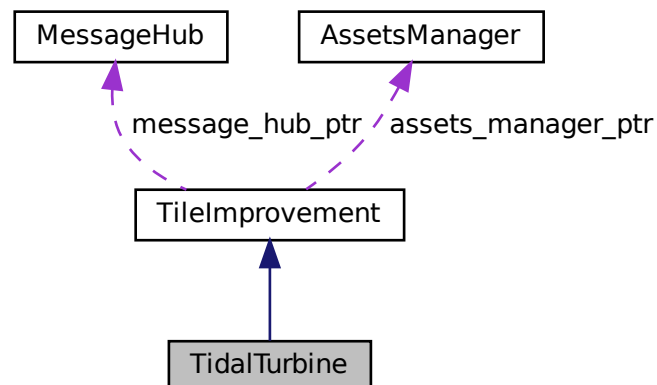 MessageHub
AssetsManager
message_hub_ptr
assets_manager_ptr
TileImprovement
TidalTurbine